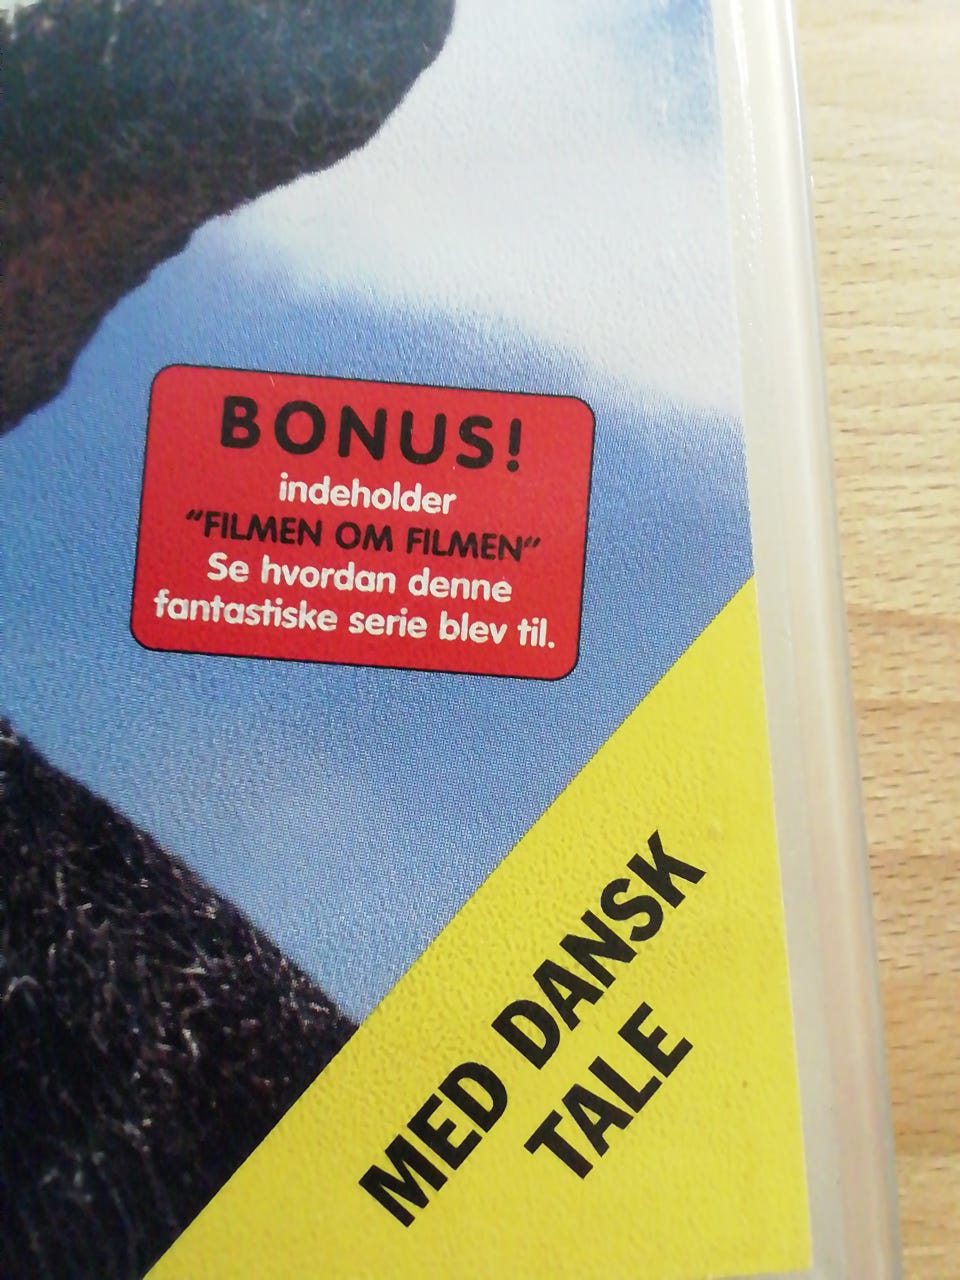 BONUS!
indeholder
“FILMEN OM FILMEN“
Se hvordan denne
fantastiske serie blev til.
MED DANSK
TALE